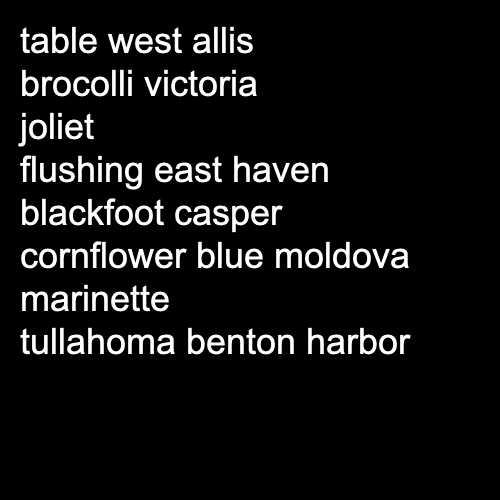 table west allis
brocolli victoria
joliet
flushing east haven
blackfoot casper
cornflower blue moldova
marinette
tullahoma benton harbor